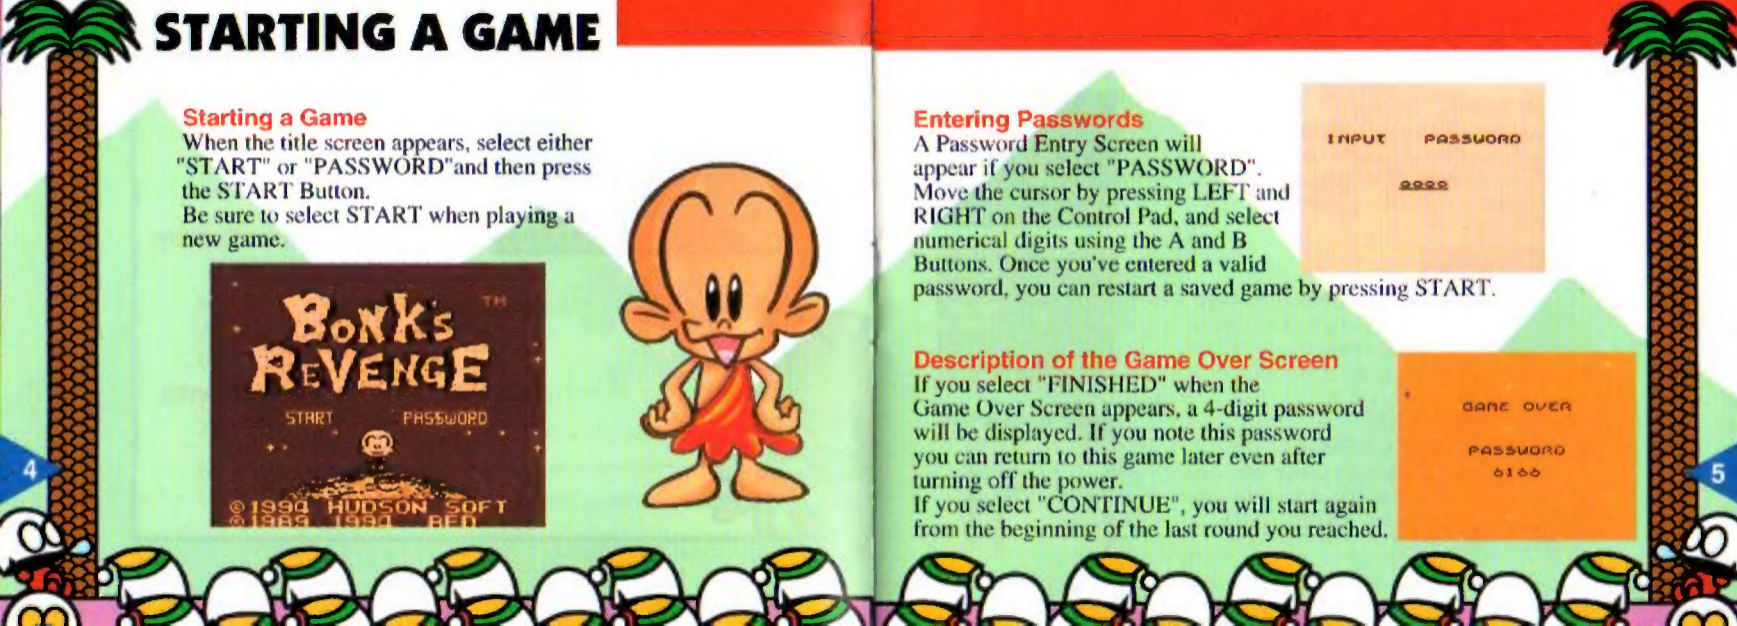 STARTING A GAME
Starting a Game
When the title screen appears, select either
"START" or "PASSWORD"and then press
the START Button.
Be sure to select START when playing a
new game.
BONK'S TM
REVENGE
START PASSWORD
©1994 HUDSON SOFT
©1989 1994 RED
4
Entering Passwords
A Password Entry Screen will
appear if you select "PASSWORD".
Move the cursor by pressing LEFT and
RIGHT on the Control Pad, and select
numerical digits using the A and B
Buttons. Once you've entered a valid
password, you can restart a saved game by pressing START.
INPUT PASSWORD
Description of the Game Over Screen
If you select "FINISHED" when the
Game Over Screen appears, a 4-digit password
will be displayed. If you note this password
you can return to this game later even after
turning off the power.
If you select "CONTINUE", you will start again
from the beginning of the last round you reached.
GAME OVER
PASSWORD
5